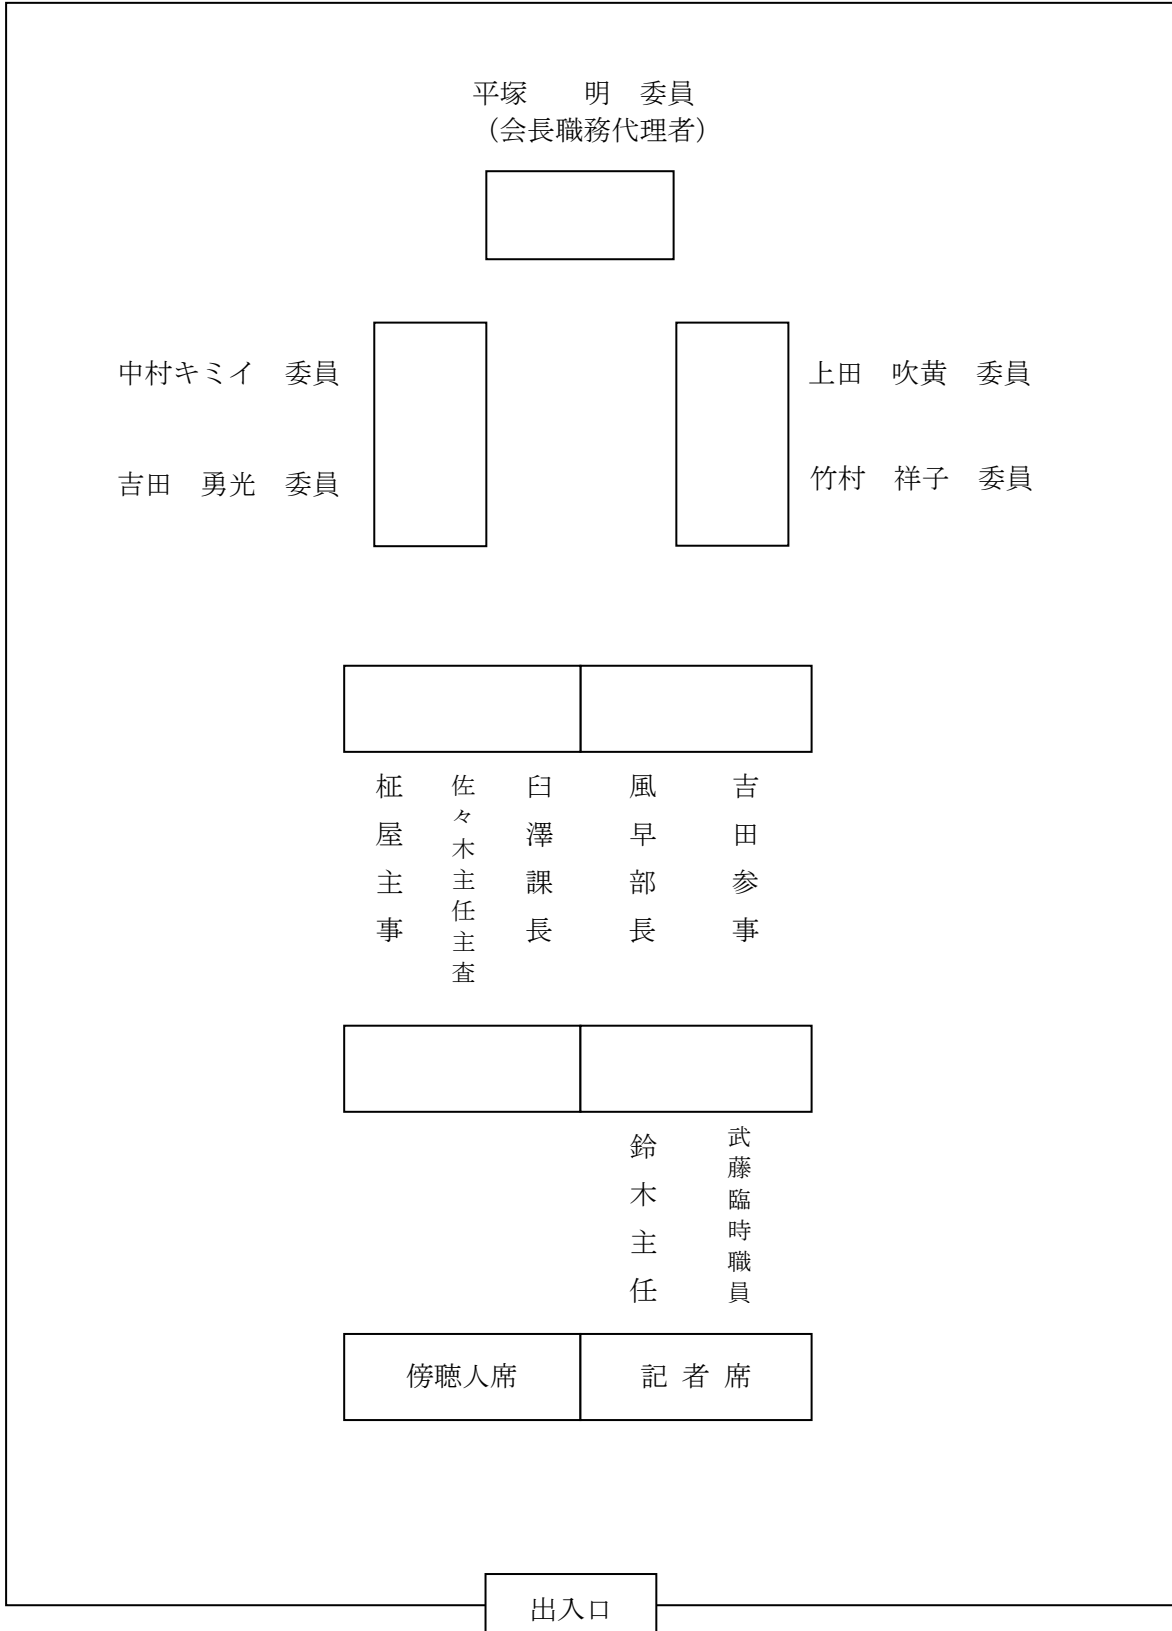 平塚　　明　委員
（会長職務代理者）
中村キミイ　委員
上田　吹黄　委員
吉田　勇光　委員
竹村　祥子　委員
柾屋主事
佐々木主任主査
臼澤課長
風早部長
吉田参事
鈴木主任
武藤臨時職員
傍聴人席
記 者 席
出入口